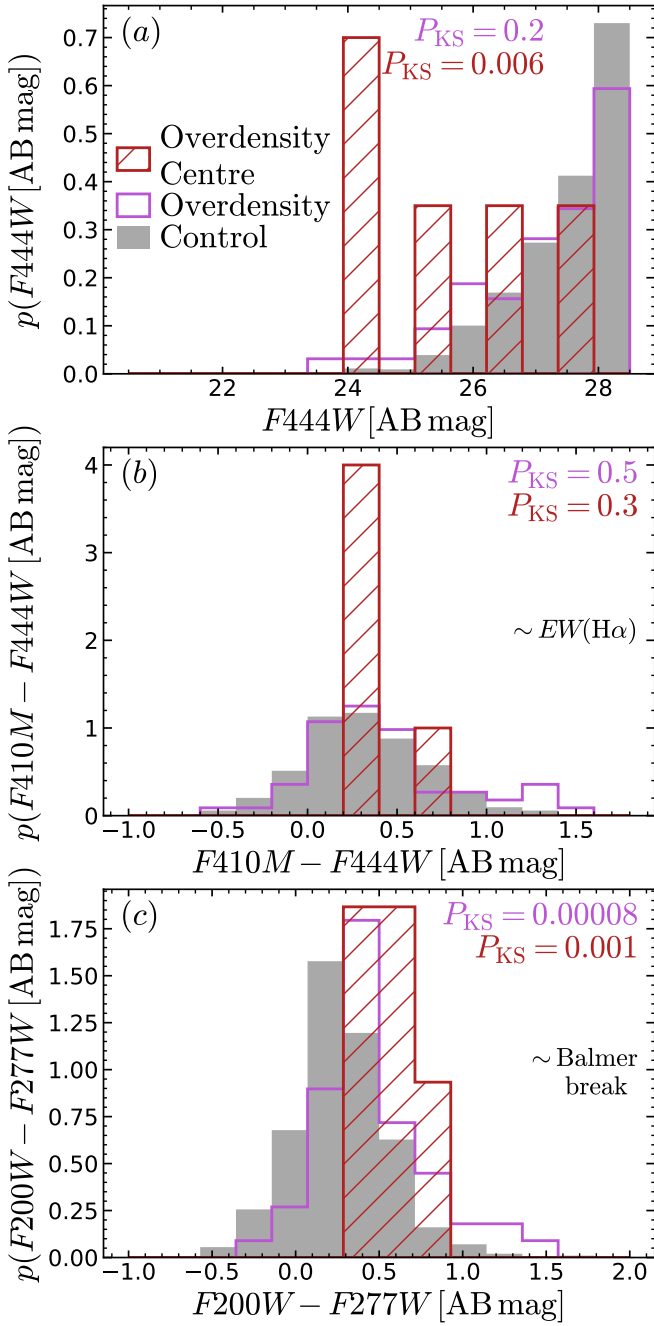 (a)
P_KS = 0.2
P_KS = 0.006
Overdensity
Centre
Overdensity
Control
p(F444W [AB mag])
0.7
0.6
0.5
0.4
0.3
0.2
0.1
0.0
22 24 26 28
F444W [AB mag]
(b)
P_KS = 0.5
P_KS = 0.3
~ EW(Hα)
p(F410M − F444W [AB mag])
4
3
2
1
0
−1.0 −0.5 0.0 0.5 1.0 1.5
F410M − F444W [AB mag]
(c)
P_KS = 0.00008
P_KS = 0.001
~ Balmer
break
p(F200W − F277W [AB mag])
1.75
1.50
1.25
1.00
0.75
0.50
0.25
0.00
−1.0 −0.5 0.0 0.5 1.0 1.5 2.0
F200W − F277W [AB mag]